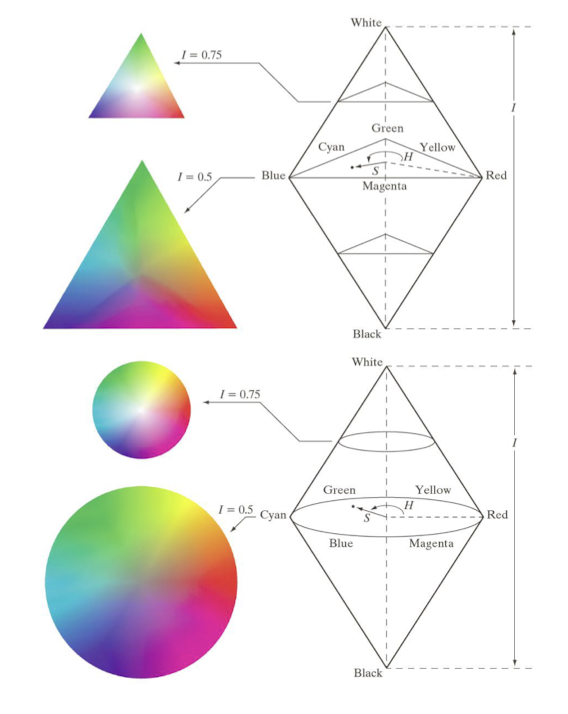 White
I = 0.75
I
Green
Cyan
Yellow
H
S
I = 0.5
Blue
Red
Magenta
Black
White
I = 0.75
I
Green
Yellow
H
S
I = 0.5
Cyan
Red
Blue
Magenta
Black